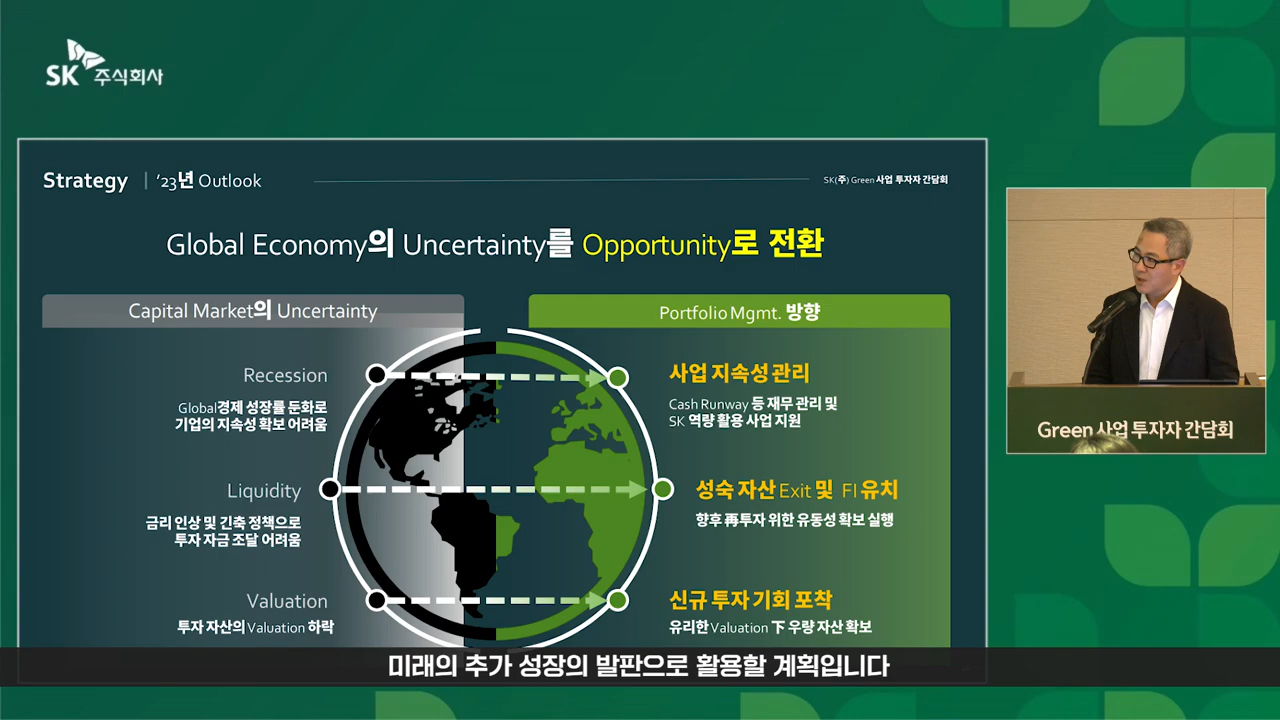 SK 주식회사
Strategy | '23년 Outlook
SK(주) Green 사업 투자자 간담회
Global Economy의 Uncertainty를 Opportunity로 전환
Capital Market의 Uncertainty
Portfolio Mgmt. 방향
Recession
Global경제 성장률 둔화로
기업의 지속성 확보 어려움
사업 지속성 관리
Cash Runway 등 재무 관리 및
SK 역량 활용 사업 지원
Liquidity
금리 인상 및 긴축 정책으로
투자 자금 조달 어려움
성숙 자산 Exit 및 FI 유치
향후 再투자 위한 유동성 확보 실행
Valuation
투자 자산의 Valuation 하락
신규 투자 기회 포착
유리한 Valuation 下 우량 자산 확보
Green 사업 투자자 간담회
미래의 추가 성장의 발판으로 활용할 계획입니다